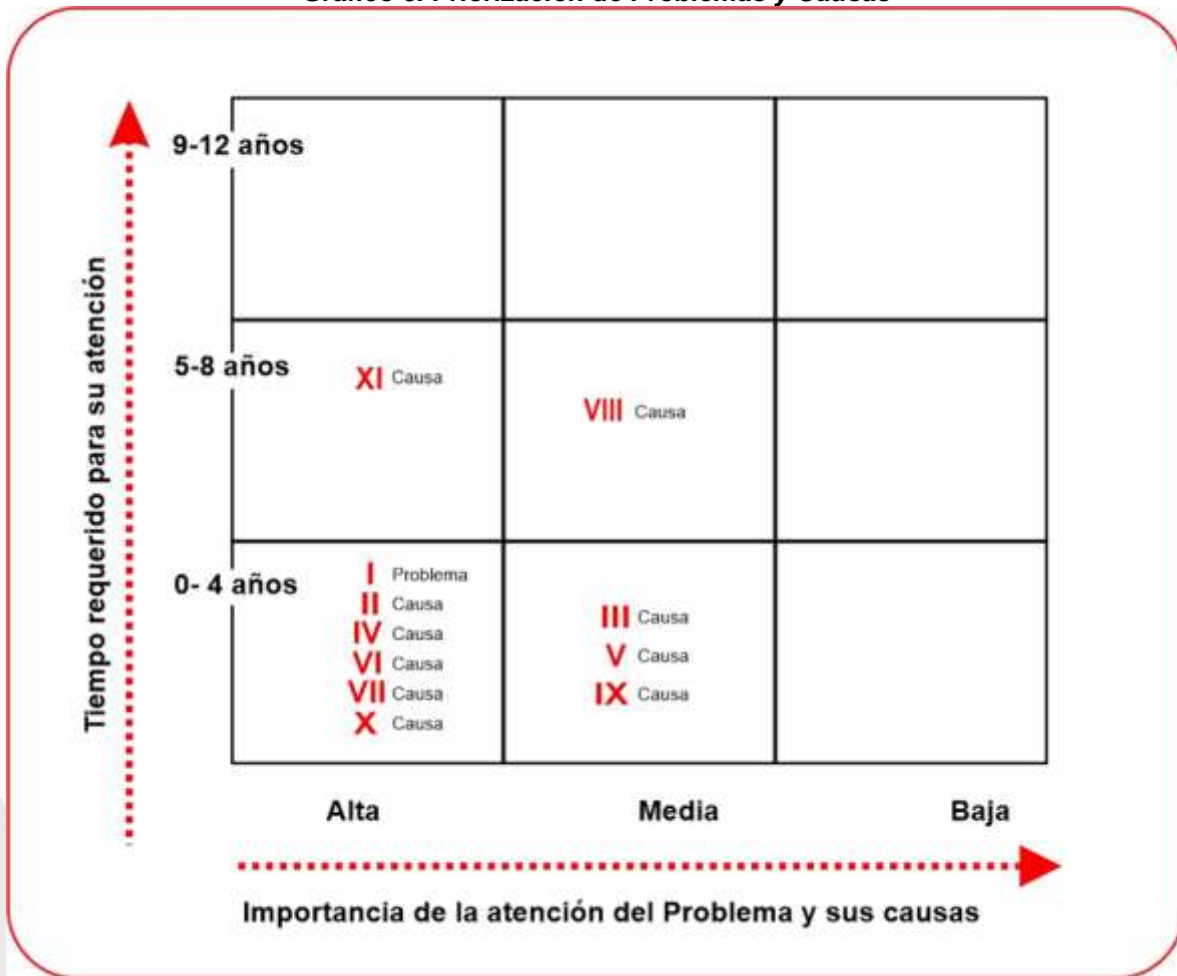 9-12 años
5-8 años
XI Causa
VIII Causa
0- 4 años
I Problema
II Causa
IV Causa
VI Causa
VII Causa
X Causa
III Causa
V Causa
IX Causa
Tiempo requerido para su atención
Alta Media Baja
Importancia de la atención del Problema y sus causas